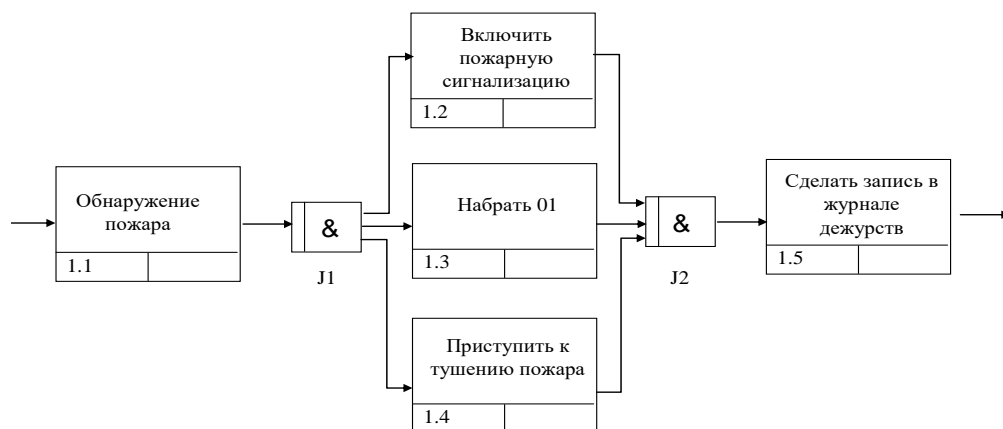 Включить
пожарную
сигнализацию
1.2
Обнаружение
пожара
1.1
&
J1
Набрать 01
1.3
&
J2
Сделать запись в
журнале
дежурств
1.5
Приступить к
тушению пожара
1.4